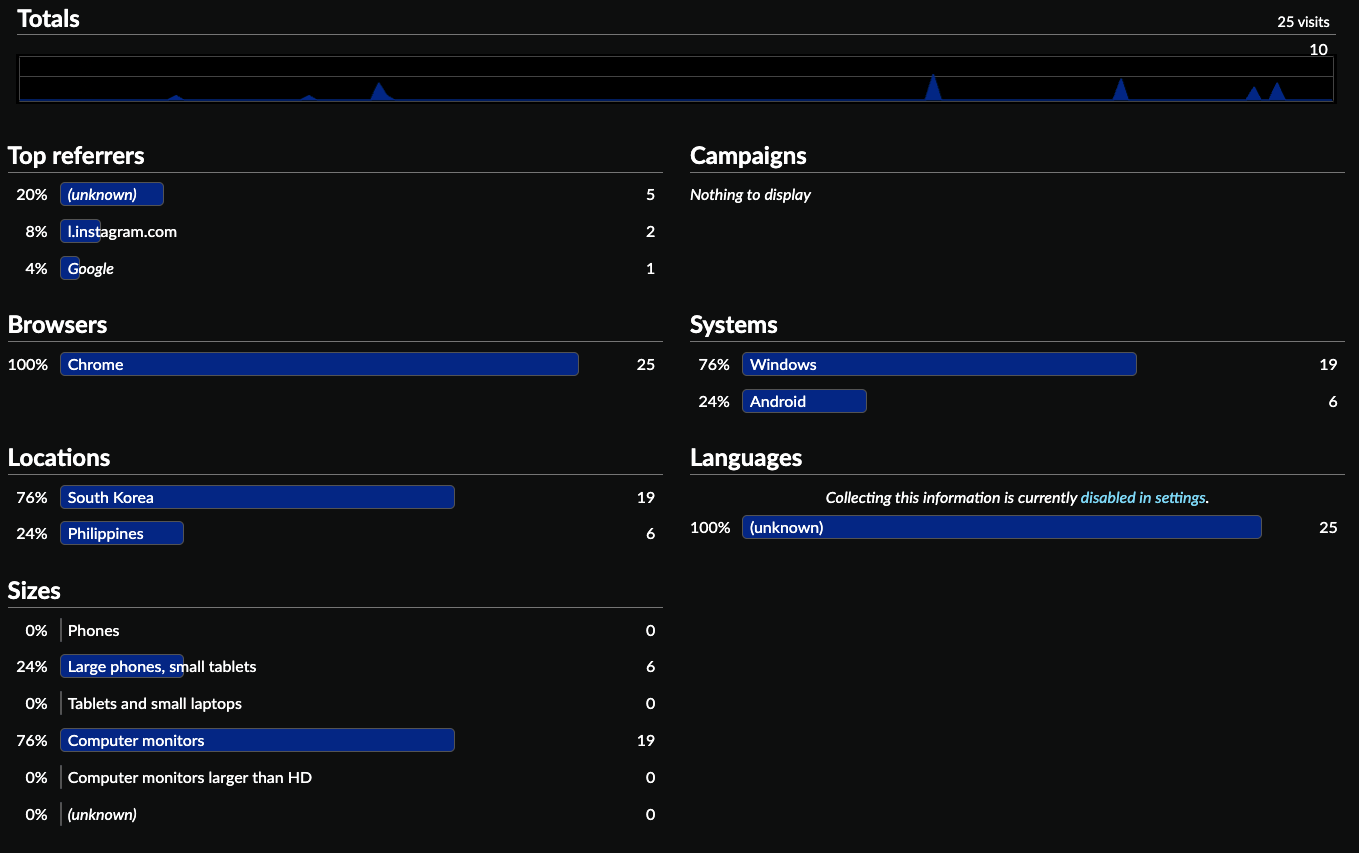 Totals
25 visits
10
Top referrers
20% (unknown) 5
8% l.instagram.com 2
4% Google 1
Campaigns
Nothing to display
Browsers
100% Chrome 25
Systems
76% Windows 19
24% Android 6
Locations
76% South Korea 19
24% Philippines 6
Languages
Collecting this information is currently disabled in settings.
100% (unknown) 25
Sizes
0% Phones 0
24% Large phones, small tablets 6
0% Tablets and small laptops 0
76% Computer monitors 19
0% Computer monitors larger than HD 0
0% (unknown) 0